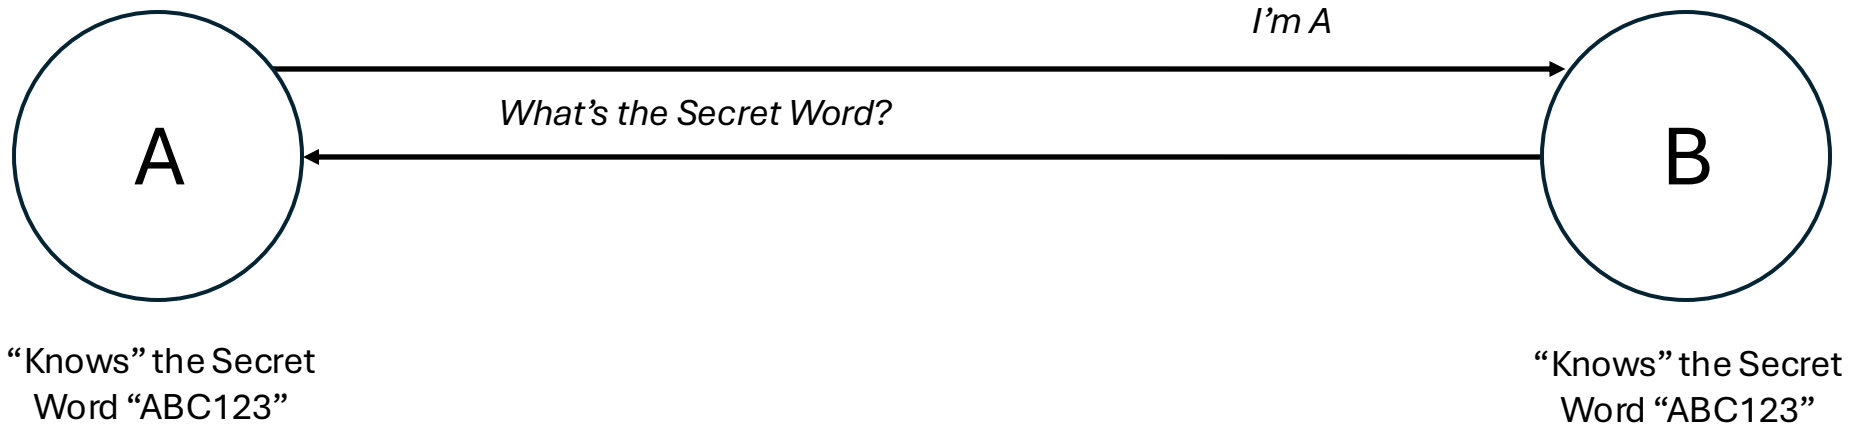 I’m A
What’s the Secret Word?
A
B
“Knows” the Secret
Word “ABC123”
“Knows” the Secret
Word “ABC123”